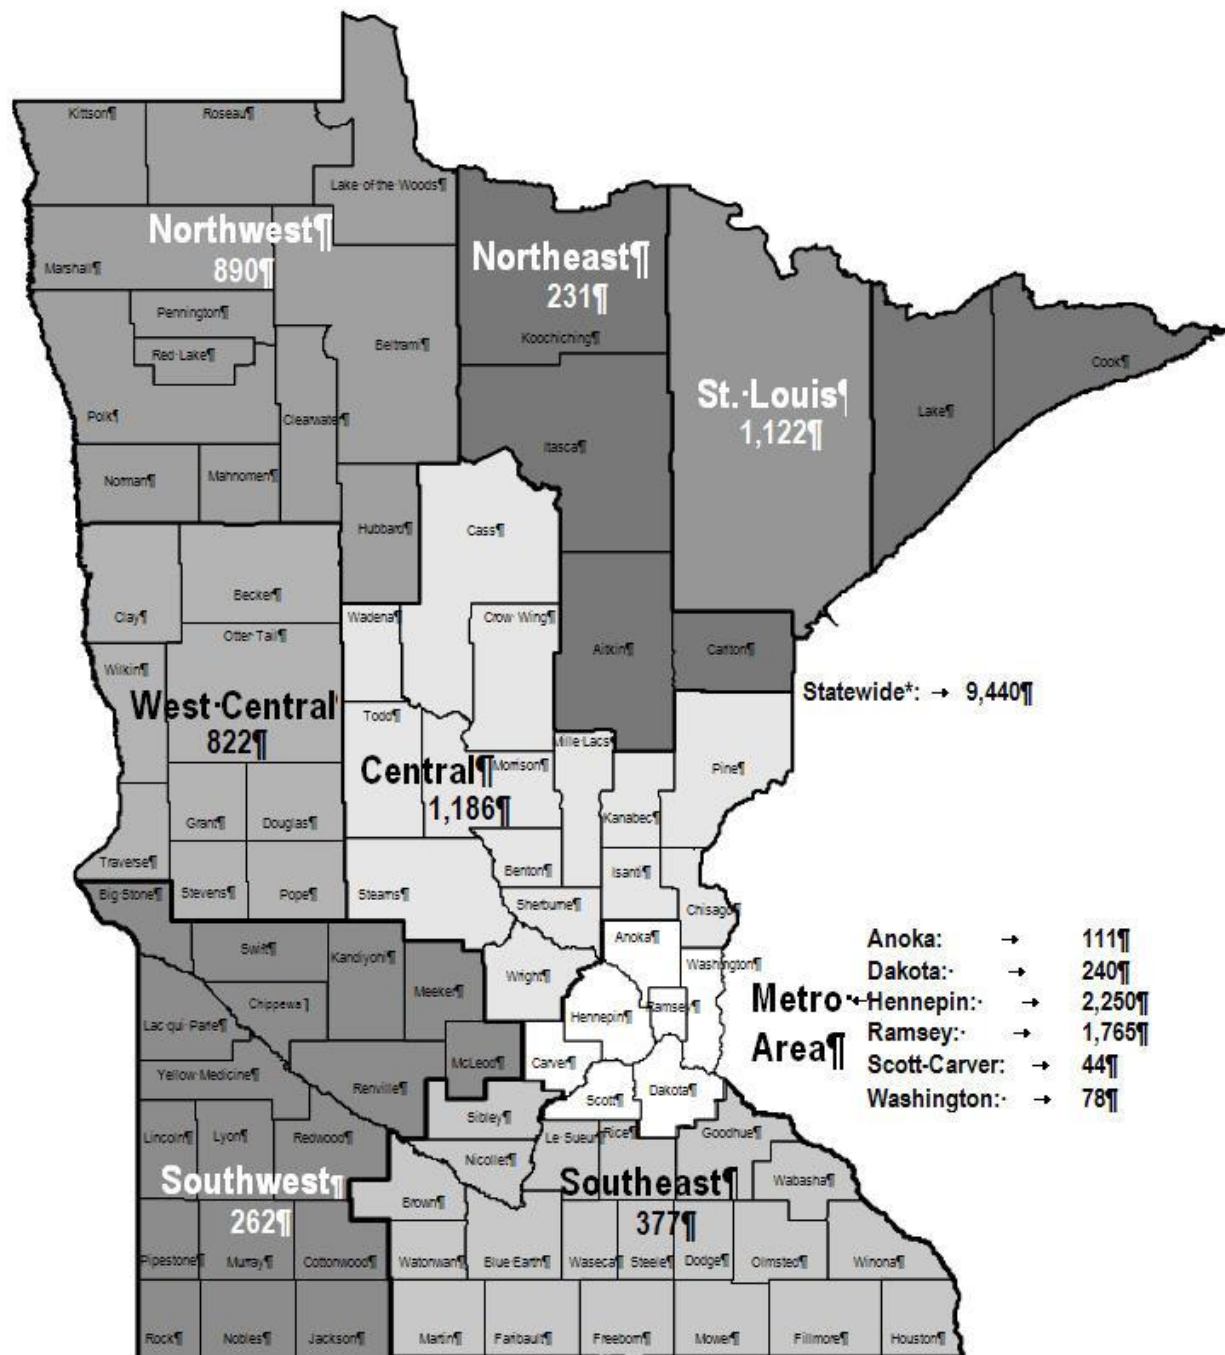 Kittson¶
Roseau¶
Lake·of·the·Woods¶
Northwest¶
890¶
Marshall¶
Northeast¶
231¶
Koochiching¶
Pennington¶
Red·Lake¶
Beltrami¶
Cook¶
St.·Louis¶
1,122¶
Lake¶
Polk¶
Clearwater¶
Itasca¶
Norman¶
Mahnomen¶
Hubbard¶
Cass¶
Becker¶
Clay¶
Wadena¶
Crow·Wing¶
Otter·Tail¶
Aitkin¶
Carlton¶
Wilkin¶
Statewide*: → 9,440¶
West·Central
822¶
Todd¶
Mille·Lacs¶
Central¶
1,186¶
Morrison¶
Pine¶
Kanabec¶
Grant¶
Douglas¶
Traverse¶
Benton¶
Isanti¶
Big·Stone¶
Stevens¶
Pope¶
Stearns¶
Sherburne¶
Chisago¶
Swift¶
Kandiyohi¶
Anoka¶
Washington¶
Wright¶
Meeker¶
Chippewa¶
Lac·qui·Parle¶
Hennepin¶
Ramsey¶
Metro·
Area¶
Anoka: → 111¶
Dakota:· → 240¶
Hennepin:· → 2,250¶
Ramsey:· → 1,765¶
Scott-Carver: → 44¶
Washington:· → 78¶
McLeod¶
Carver¶
Yellow·Medicine¶
Renville¶
Scott¶
Dakota¶
Sibley¶
Lincoln¶
Lyon¶
Redwood¶
Le·Sueur¶
Rice¶
Goodhue¶
Nicollet¶
Southwest¶
262¶
Southeast¶
377¶
Wabasha¶
Brown¶
Pipestone¶
Murray¶
Cottonwood¶
Watonwan¶
Blue·Earth¶
Waseca¶
Steele¶
Dodge¶
Olmsted¶
Winona¶
Rock¶
Nobles¶
Jackson¶
Martin¶
Faribault¶
Freeborn¶
Mower¶
Fillmore¶
Houston¶